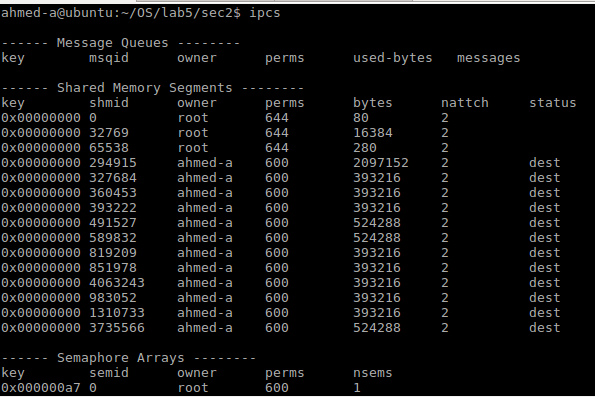 ahmed-a@ubuntu:~/OS/lab5/sec2$ ipcs

------ Message Queues --------
key        msqid      owner      perms      used-bytes   messages

------ Shared Memory Segments --------
key        shmid      owner      perms      bytes      nattch     status
0x00000000 0          root       644        80         2
0x00000000 32769      root       644        16384      2
0x00000000 65538      root       644        280        2
0x00000000 294915     ahmed-a    600        2097152    2          dest
0x00000000 327684     ahmed-a    600        393216     2          dest
0x00000000 360453     ahmed-a    600        393216     2          dest
0x00000000 393222     ahmed-a    600        393216     2          dest
0x00000000 491527     ahmed-a    600        524288     2          dest
0x00000000 589832     ahmed-a    600        524288     2          dest
0x00000000 819209     ahmed-a    600        393216     2          dest
0x00000000 851978     ahmed-a    600        393216     2          dest
0x00000000 4063243    ahmed-a    600        393216     2          dest
0x00000000 983052     ahmed-a    600        393216     2          dest
0x00000000 1310733    ahmed-a    600        393216     2          dest
0x00000000 3735566    ahmed-a    600        524288     2          dest

------ Semaphore Arrays --------
key        semid      owner      perms      nsems
0x000000a7 0          root       600        1